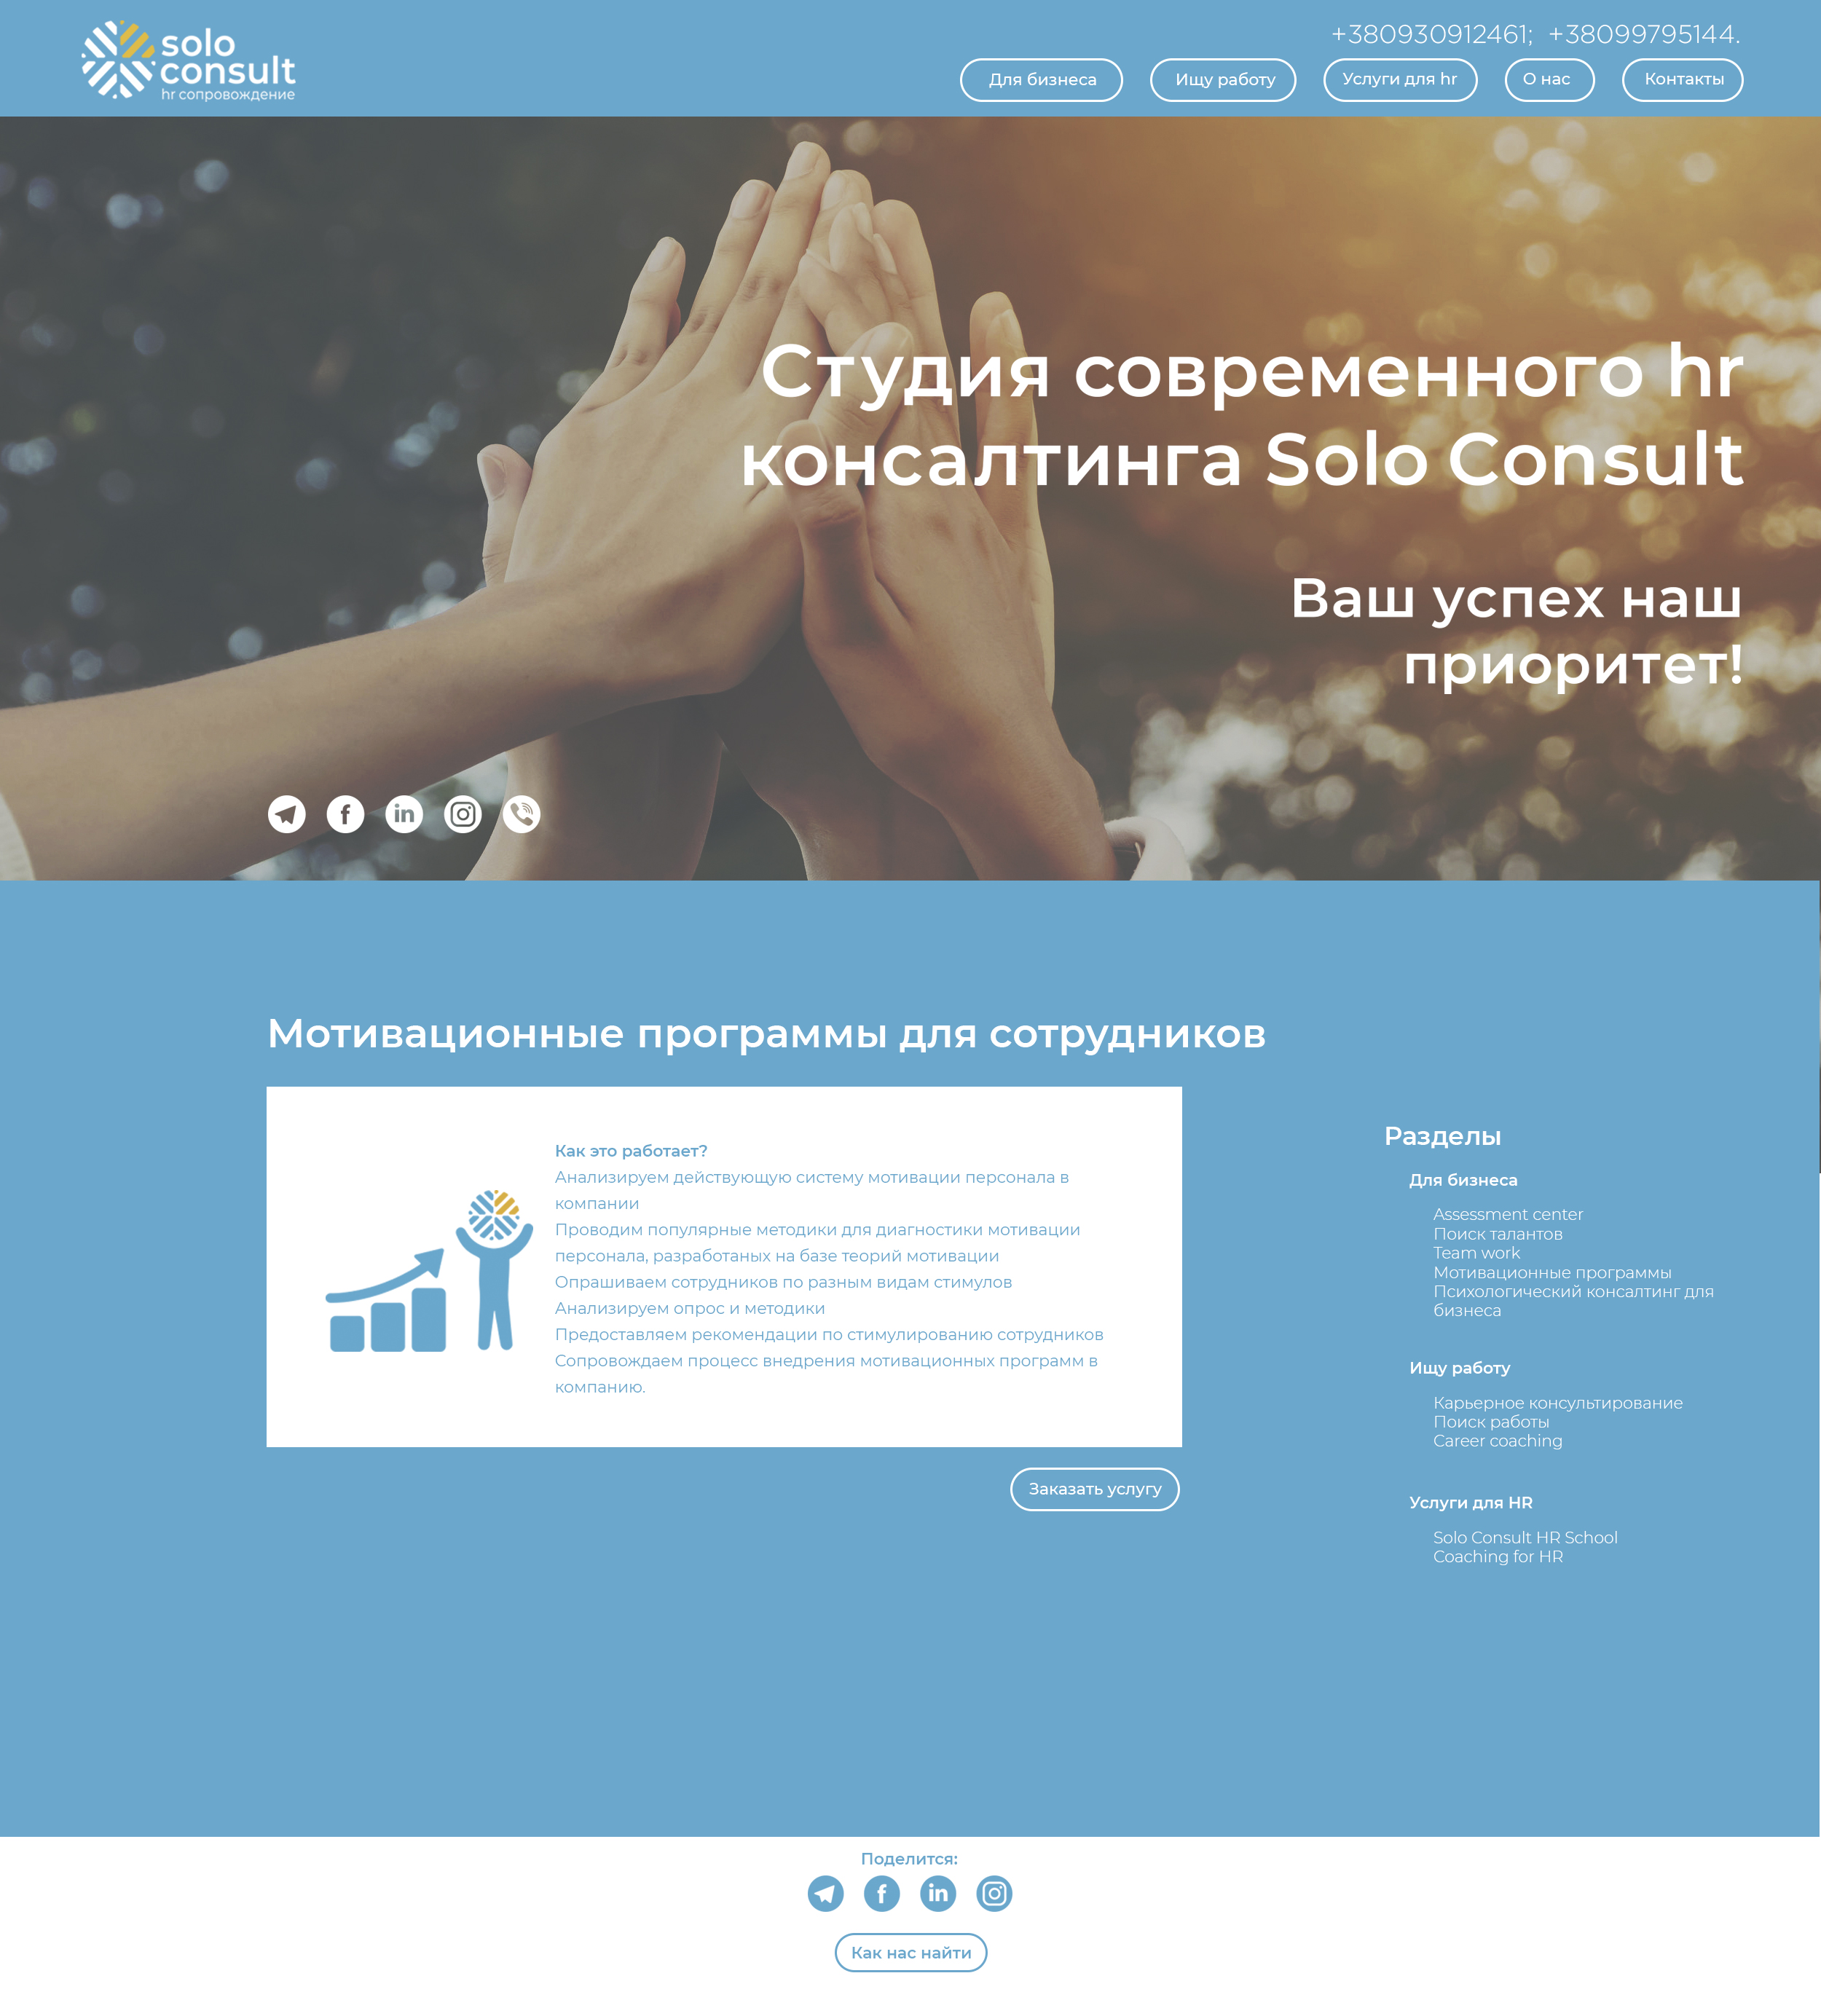 solo
consult
hr сопровождение
+380930912461;  +38099795144.
Для бизнеса
Ищу работу
Услуги для hr
О нас
Контакты
Студия современного hr
консалтинга Solo Consult
Ваш успех наш
приоритет!
Мотивационные программы для сотрудников
Как это работает?
Анализируем действующую систему мотивации персонала в
компании
Проводим популярные методики для диагностики мотивации
персонала, разработаных на базе теорий мотивации
Опрашиваем сотрудников по разным видам стимулов
Анализируем опрос и методики
Предоставляем рекомендации по стимулированию сотрудников
Сопровождаем процесс внедрения мотивационных программ в
компанию.
Заказать услугу
Разделы
Для бизнеса
Assessment center
Поиск талантов
Team work
Мотивационные программы
Психологический консалтинг для
бизнеса
Ищу работу
Карьерное консультирование
Поиск работы
Career coaching
Услуги для HR
Solo Consult HR School
Coaching for HR
Поделится:
Как нас найти